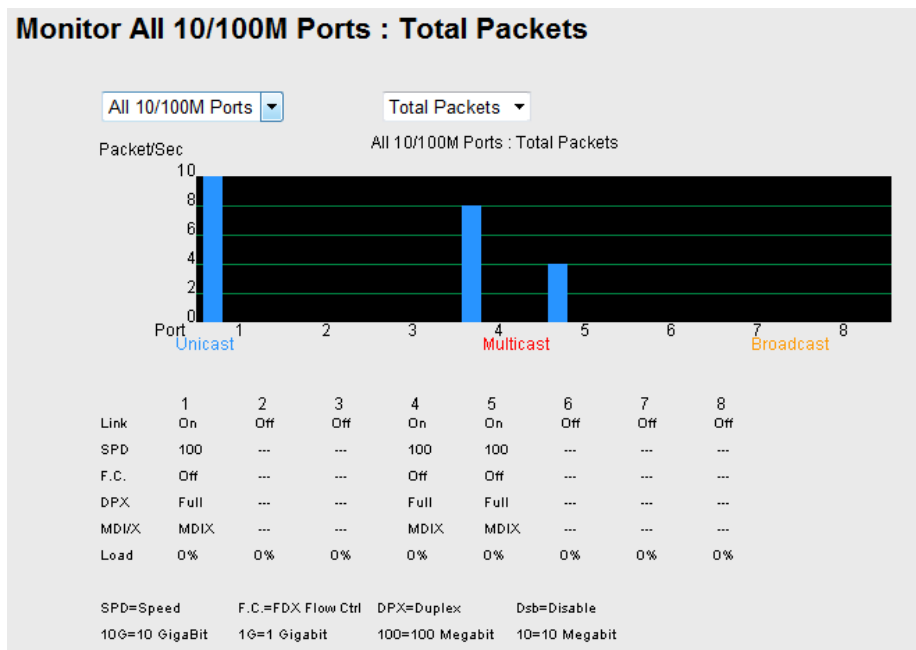 Monitor All 10/100M Ports : Total Packets
All 10/100M Ports Total Packets
All 10/100M Ports : Total Packets
Packet/Sec
10
8
6
4
2
0
Port 1 2 3 4 5 6 7 8
Unicast Multicast Broadcast
1 2 3 4 5 6 7 8
Link On Off Off On On Off Off Off
SPD 100 --- --- 100 100 --- --- ---
F.C. Off --- --- Off Off --- --- ---
DPX Full --- --- Full Full --- --- ---
MDI/X MDIX --- --- MDIX MDIX --- --- ---
Load 0% 0% 0% 0% 0% 0% 0% 0%
SPD=Speed F.C.=FDX Flow Ctrl DPX=Duplex Dsb=Disable
10G=10 GigaBit 1G=1 Gigabit 100=100 Megabit 10=10 Megabit